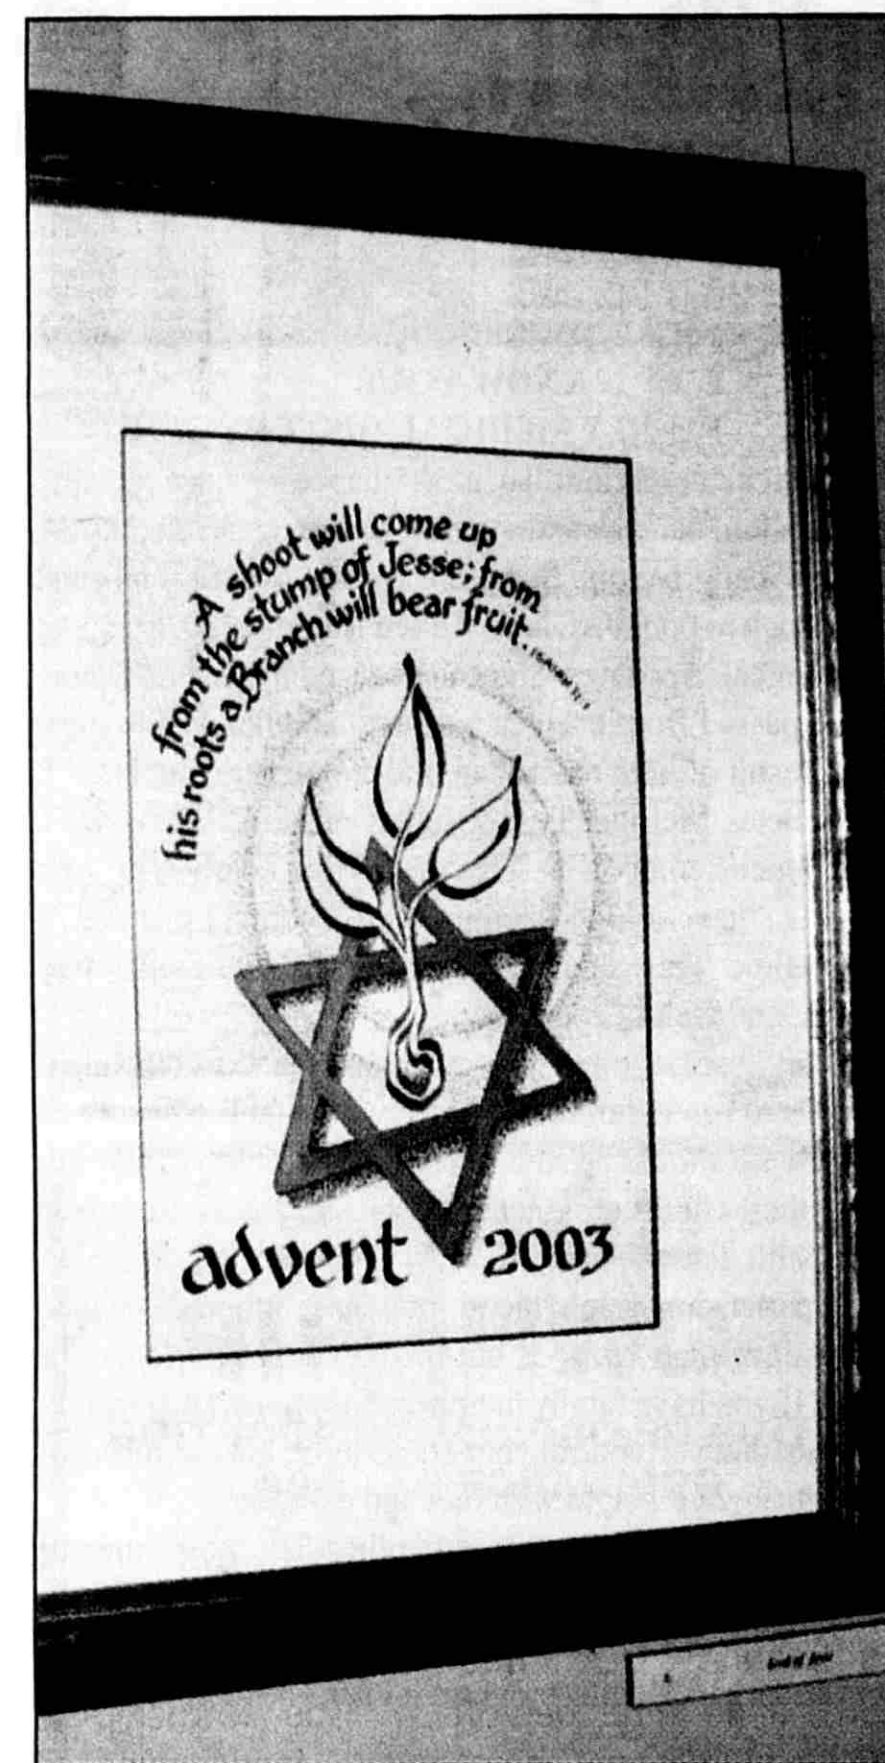 A shoot will come up
from the stump of Jesse; from
his roots a Branch will bear fruit.
advent 2003